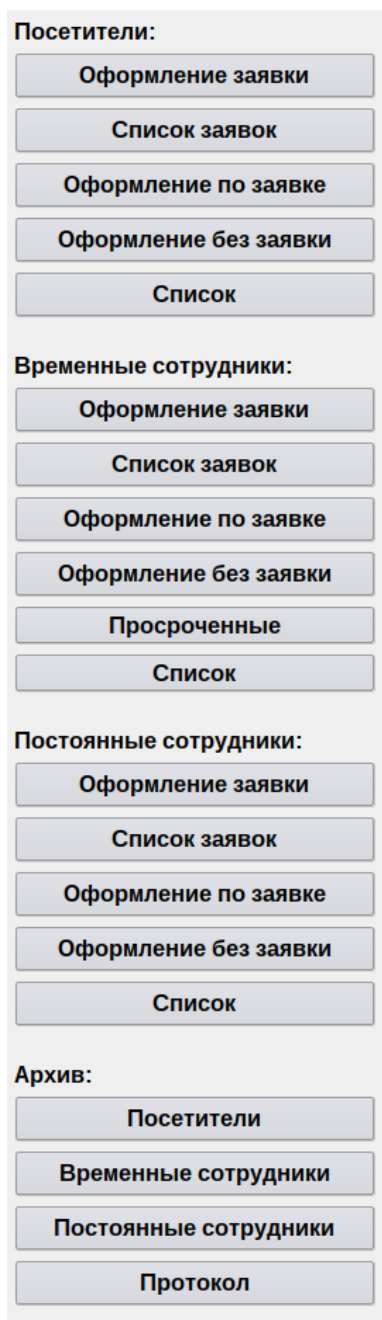 Посетители:
Оформление заявки
Список заявок
Оформление по заявке
Оформление без заявки
Список
Временные сотрудники:
Оформление заявки
Список заявок
Оформление по заявке
Оформление без заявки
Просроченные
Список
Постоянные сотрудники:
Оформление заявки
Список заявок
Оформление по заявке
Оформление без заявки
Список
Архив:
Посетители
Временные сотрудники
Постоянные сотрудники
Протокол